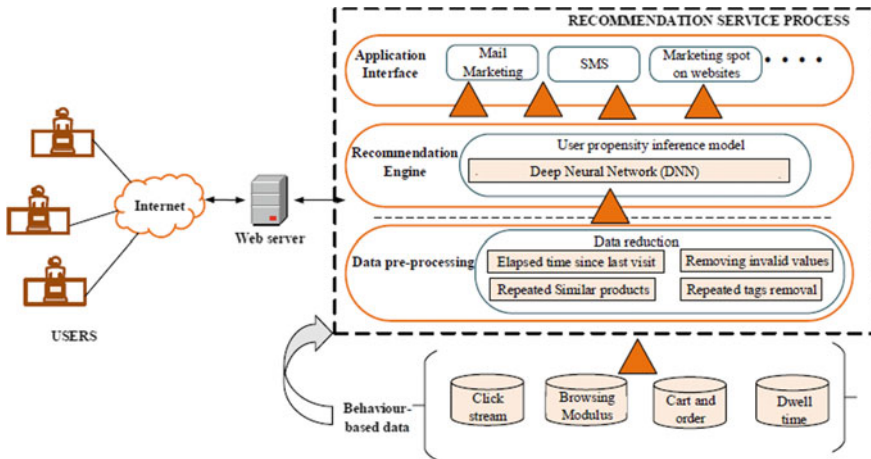 RECOMMENDATION SERVICE PROCESS
Application
Interface
Mail
Marketing
SMS
Marketing spot
on websites
Recommendation
Engine
User propensity inference model
Deep Neural Network (DNN)
Internet
Web server
Data pre-processing
Data reduction
Elapsed time since last visit
Removing invalid values
Repeated Similar products
Repeated tags removal
USERS
Behaviour-
based data
Click
stream
Browsing
Modulus
Cart and
order
Dwell
time